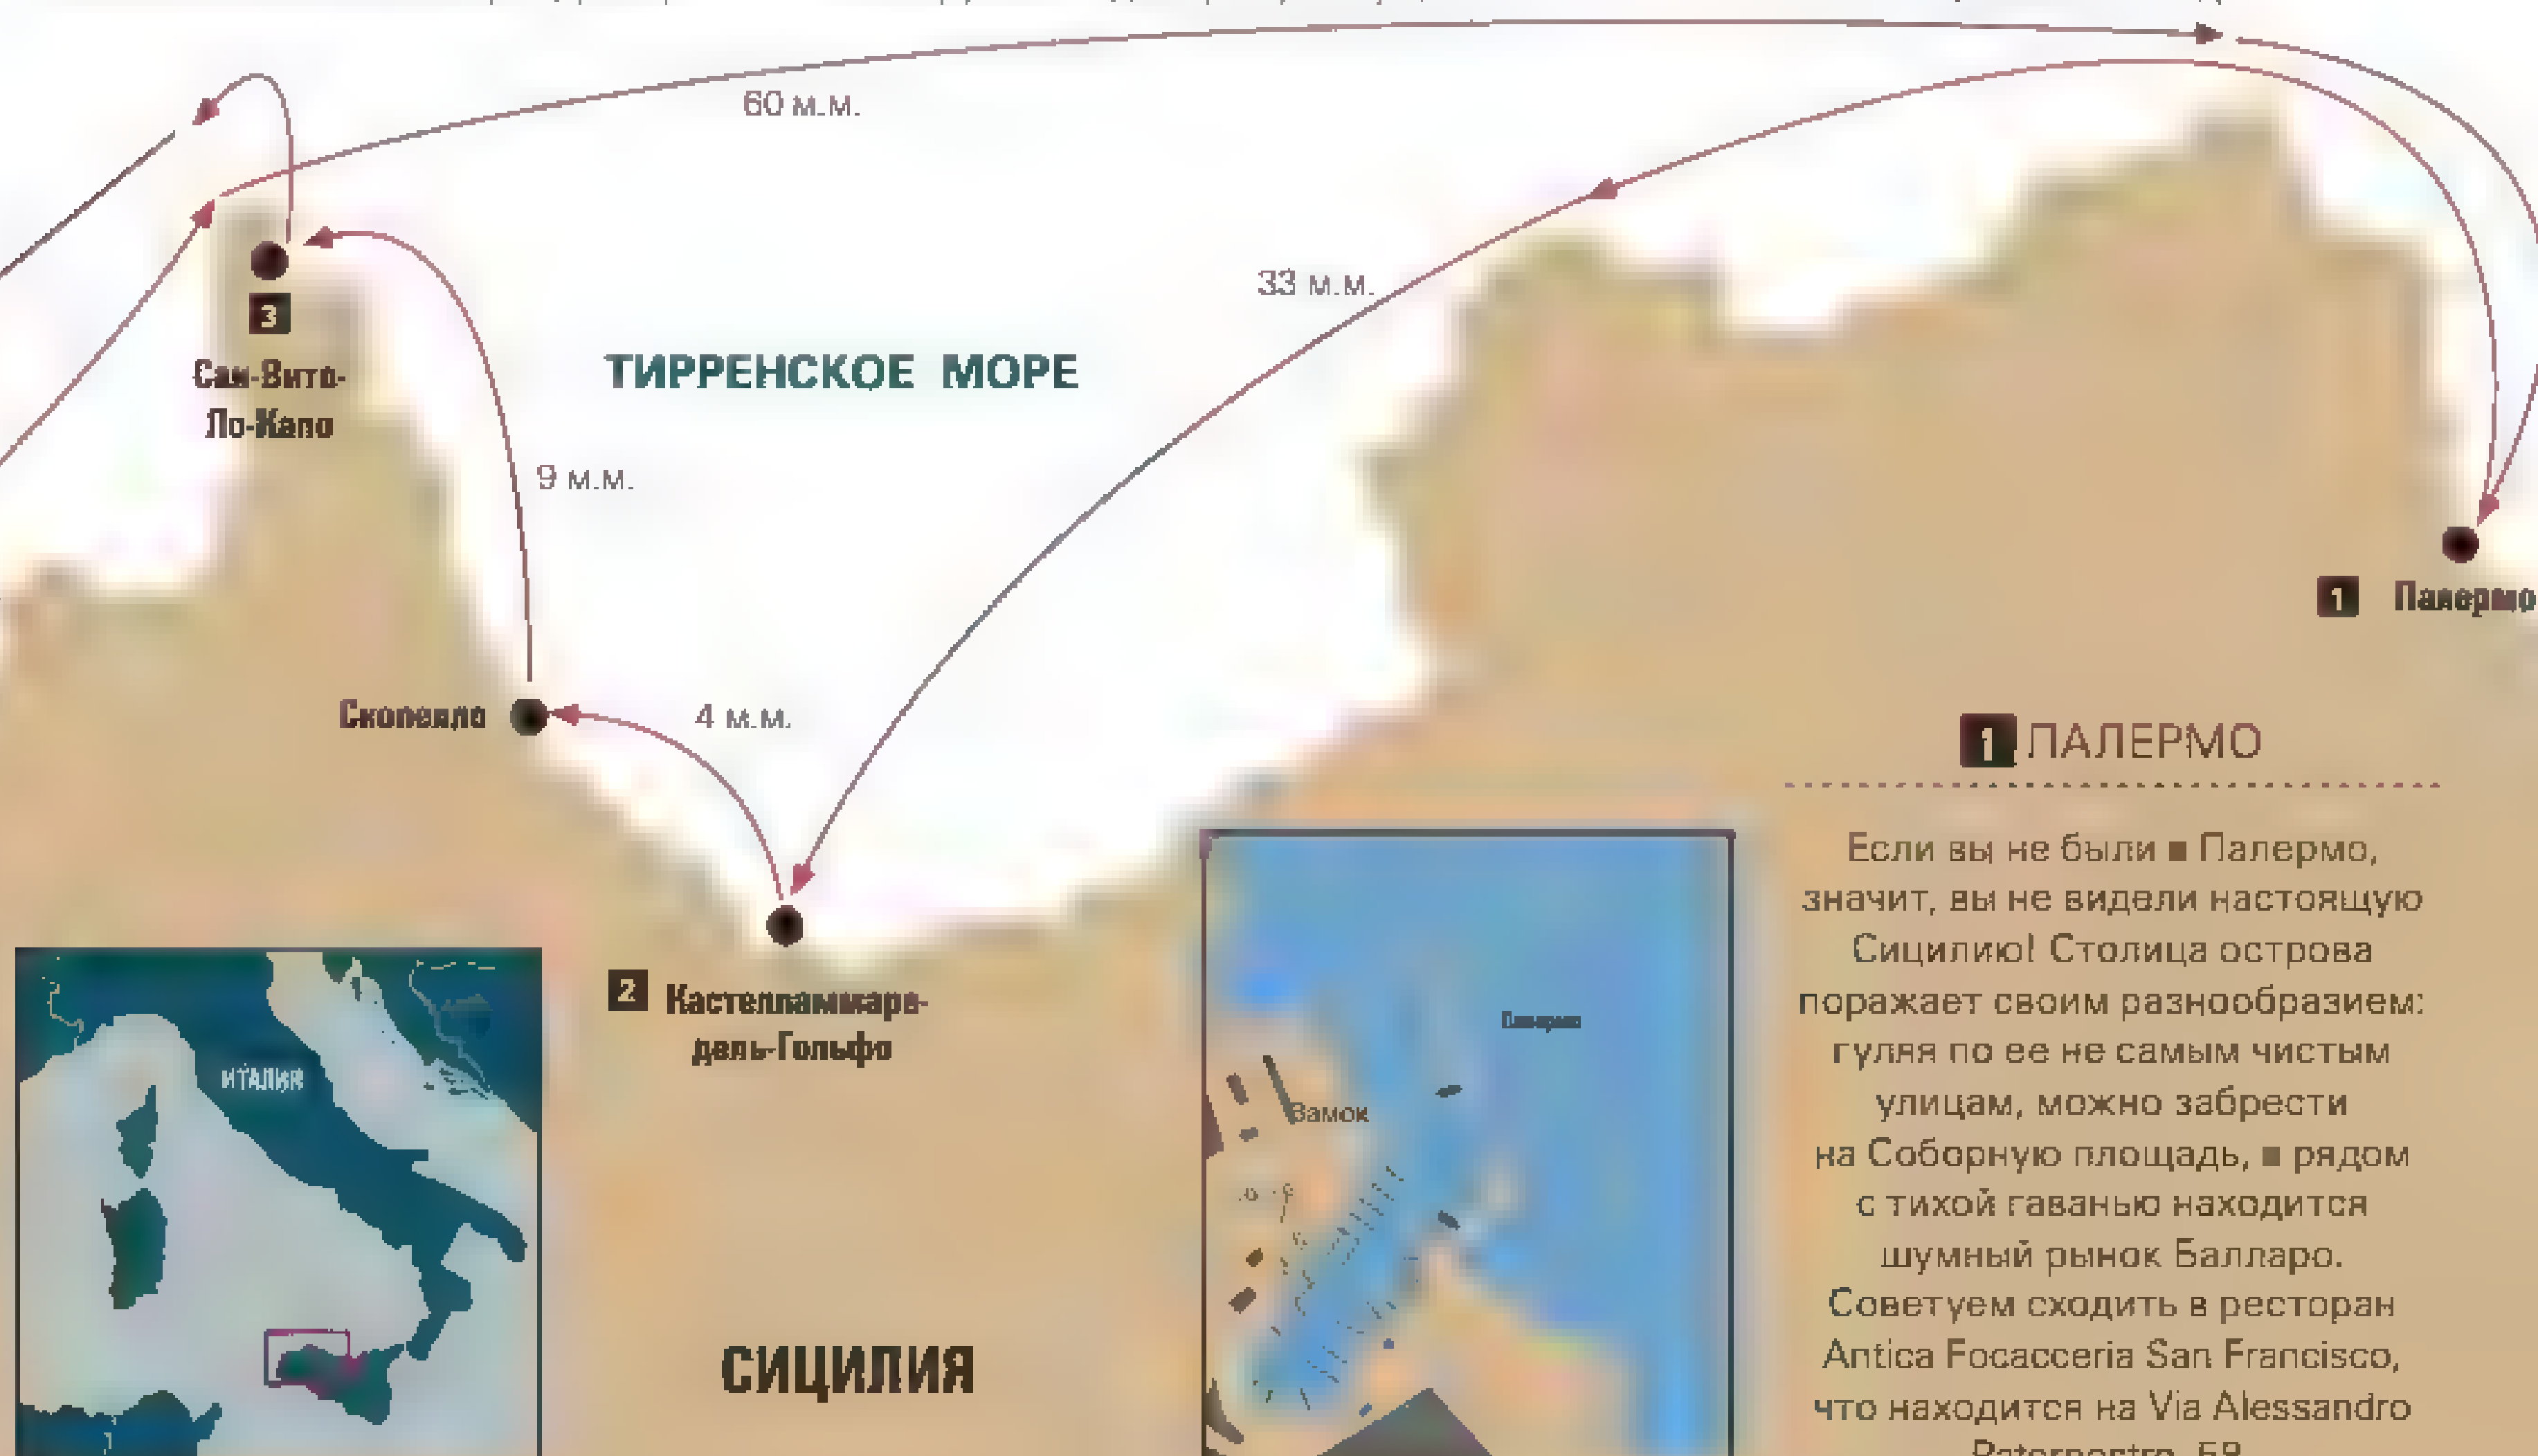 60 м.м.
33 м.м.
3
Сан-Вито-
Ло-Капо
ТИРРЕНСКОЕ МОРЕ
9 м.м.
1 Палермо
Скопелло
4 м.м.
2 Кастелламмаре-
дель-Гольфо
ИТАЛИЯ
СИЦИЛИЯ
Палермо
Замок
1 ПАЛЕРМО
Если вы не были в Палермо,
значит, вы не видели настоящую
Сицилию! Столица острова
поражает своим разнообразием:
гуляя по ее не самым чистым
улицам, можно забрести
на Соборную площадь, а рядом
с тихой гаванью находится
шумный рынок Балларо.
Советуем сходить в ресторан
Antica Focacceria San Francisco,
что находится на Via Alessandro